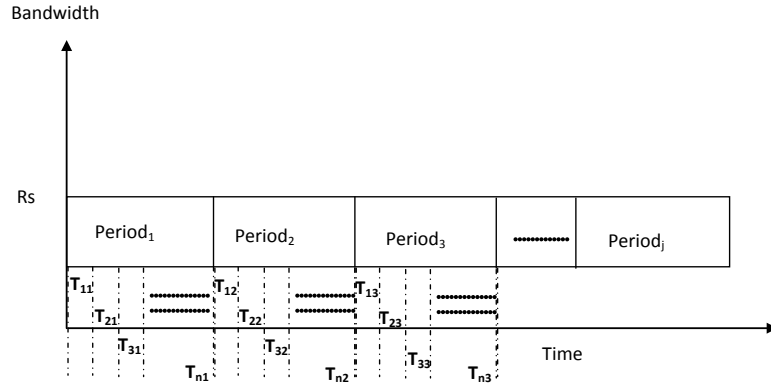 Bandwidth
Rs
Period₁ Period₂ Period₃ Periodⱼ
T₁₁ T₁₂ T₁₃
T₂₁ T₂₂ T₂₃
T₃₁ T₃₂ T₃₃ Time
Tₙ₁ Tₙ₂ Tₙ₃